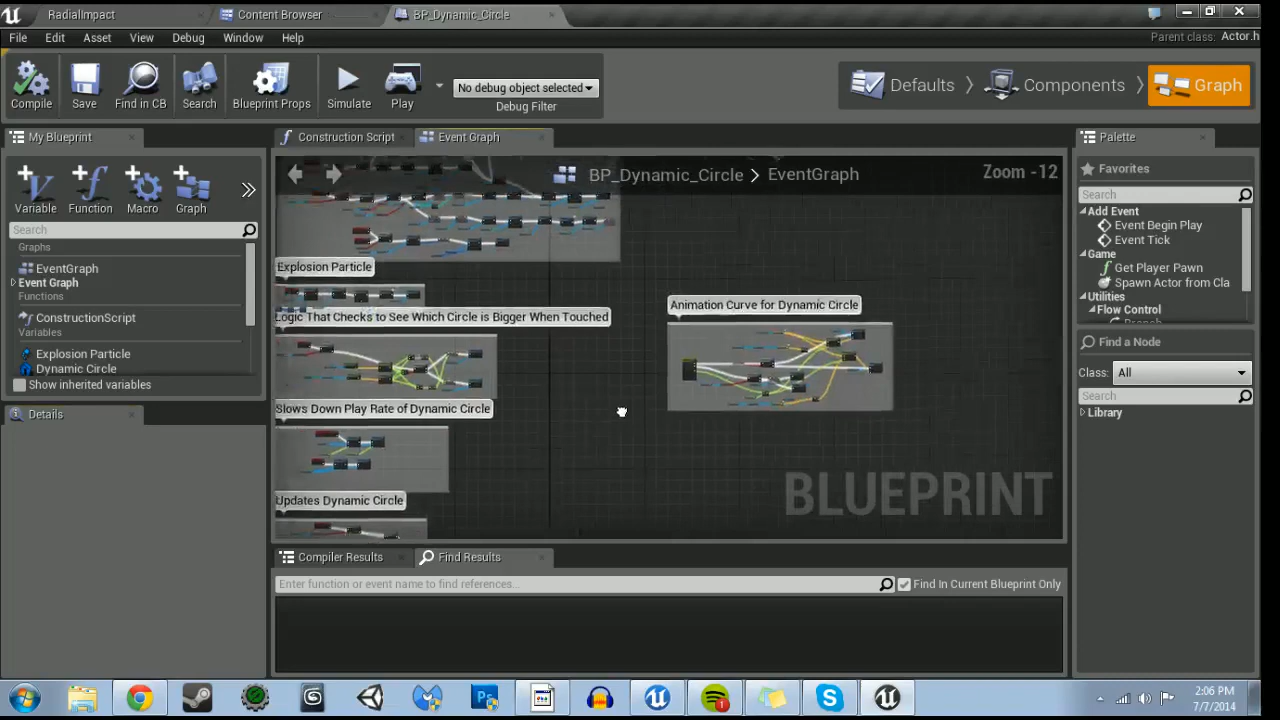 RadialImpact
Content Browser
BP_Dynamic_Circle
File Edit Asset View Debug Window Help
Parent class: Actor.h
Compile
Save
Find in CB
Search
Blueprint Props
Simulate
Play
No debug object selected
Debug Filter
Defaults
Components
Graph
My Blueprint
Construction Script
Event Graph
Palette
Variable
Function
Macro
Graph
Search
Graphs
EventGraph
Event Graph
Functions
ConstructionScript
Variables
Explosion Particle
Dynamic Circle
Show inherited variables
Details
BP_Dynamic_Circle > EventGraph
Zoom -12
Explosion Particle
Logic That Checks to See Which Circle is Bigger When Touched
Slows Down Play Rate of Dynamic Circle
Updates Dynamic Circle
Animation Curve for Dynamic Circle
BLUEPRINT
Compiler Results
Find Results
Enter function or event name to find references...
Find In Current Blueprint Only
Favorites
Search
Add Event
Event Begin Play
Event Tick
Game
Get Player Pawn
Spawn Actor from Cla
Utilities
Flow Control
Find a Node
Class: All
Search
Library
2:06 PM
7/7/2014